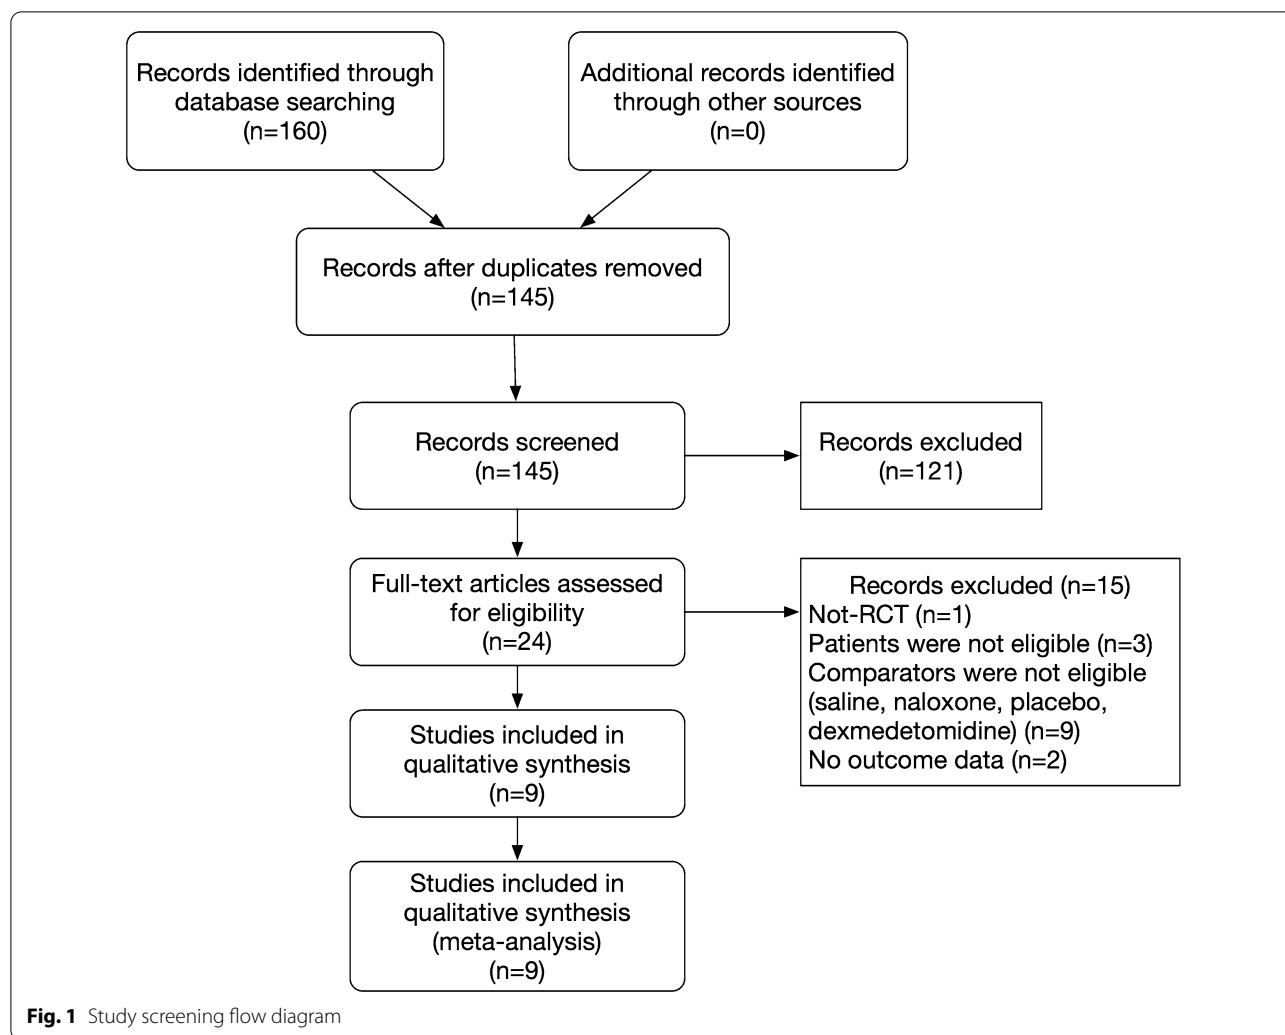 Records identified through
database searching
(n=160)
Additional records identified
through other sources
(n=0)
Records after duplicates removed
(n=145)
Records screened
(n=145)
Records excluded
(n=121)
Full-text articles assessed
for eligibility
(n=24)
Records excluded (n=15)
Not-RCT (n=1)
Patients were not eligible (n=3)
Comparators were not eligible
(saline, naloxone, placebo,
dexmedetomidine) (n=9)
No outcome data (n=2)
Studies included in
qualitative synthesis
(n=9)
Studies included in
qualitative synthesis
(meta-analysis)
(n=9)
Fig. 1 Study screening flow diagram